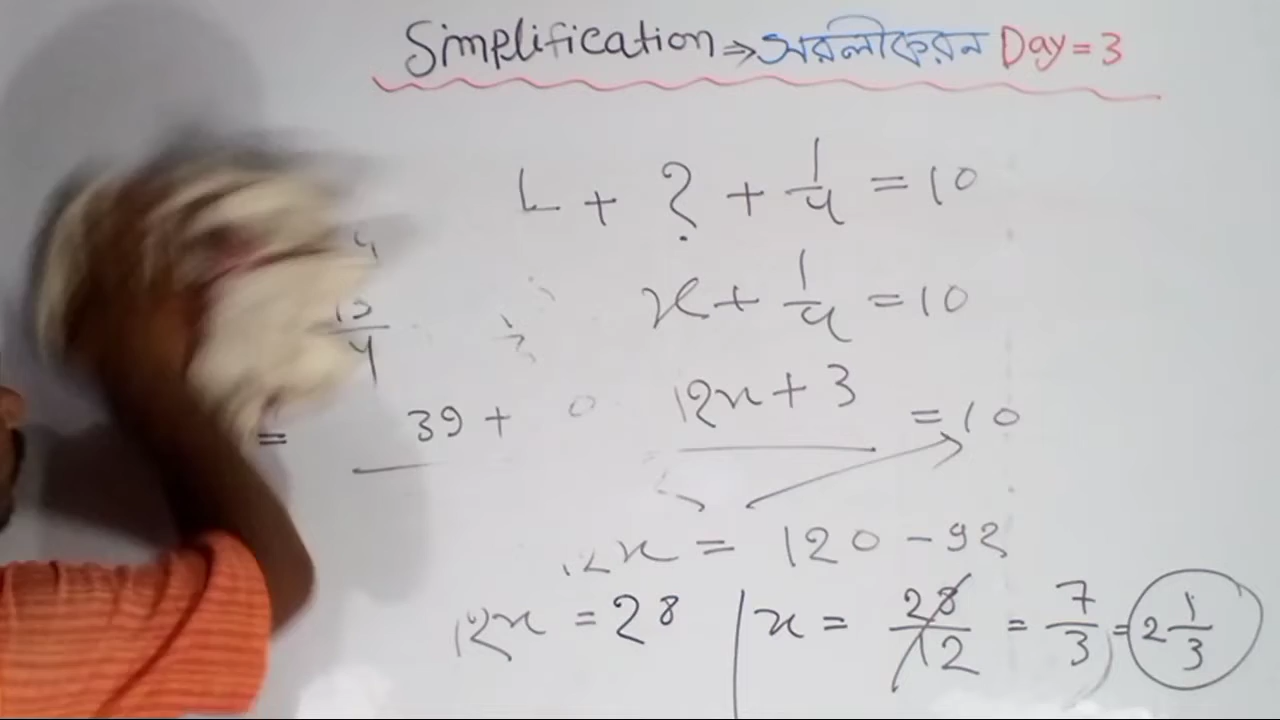 Simplification ⇒ সরলীকরন Day = 3
+ ? + 1/4 = 10
x + 1/4 = 10
= 39 + 12x + 3 = 10
12x = 120 - 92
12x = 28 | x = 28/12 = 7/3 = 2 1/3